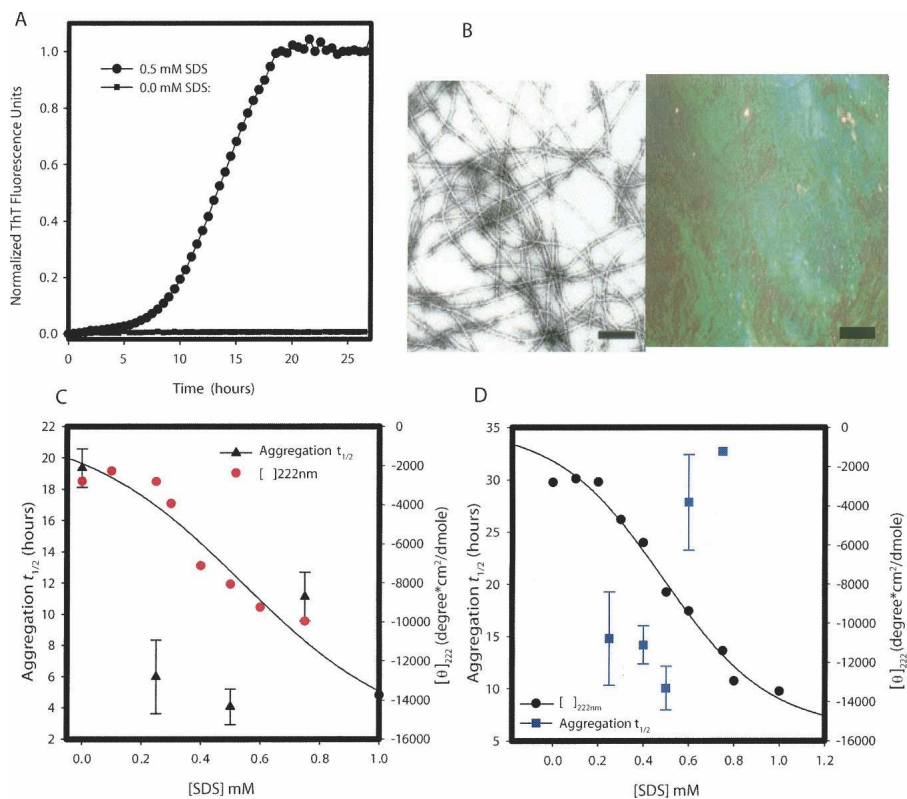 A
Normalized ThT Fluorescence Units
1.0
0.8
0.6
0.4
0.2
0.0
0.5 mM SDS
0.0 mM SDS:
0 5 10 15 20 25
Time (hours)
B
C
Aggregation t1/2 (hours)
22
20
18
16
14
12
10
8
6
4
2
Aggregation t1/2
[ ]222nm
0
-2000
-4000
-6000
-8000
-10000
-12000
-14000
-16000
[θ]222 (degree*cm²/dmole)
0.0 0.2 0.4 0.6 0.8 1.0
[SDS] mM
D
Aggregation t1/2 (hours)
35
30
25
20
15
10
5
[ ]222nm
Aggregation t1/2
0
-2000
-4000
-6000
-8000
-10000
-12000
-14000
-16000
[θ]222 (degree*cm²/dmole)
0.0 0.2 0.4 0.6 0.8 1.0 1.2
[SDS] mM